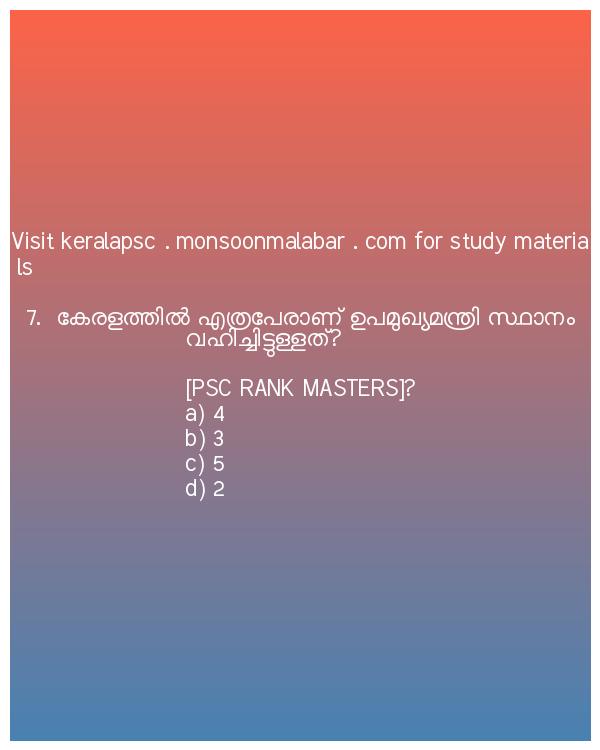 Visit keralapsc . monsoonmalabar . com for study materia
ls
7. കേരളത്തിൽ എത്രപേരാണ് ഉപമുഖ്യമന്ത്രി സ്ഥാനം
വഹിച്ചിട്ടുള്ളത്?
[PSC RANK MASTERS]?
a) 4
b) 3
c) 5
d) 2